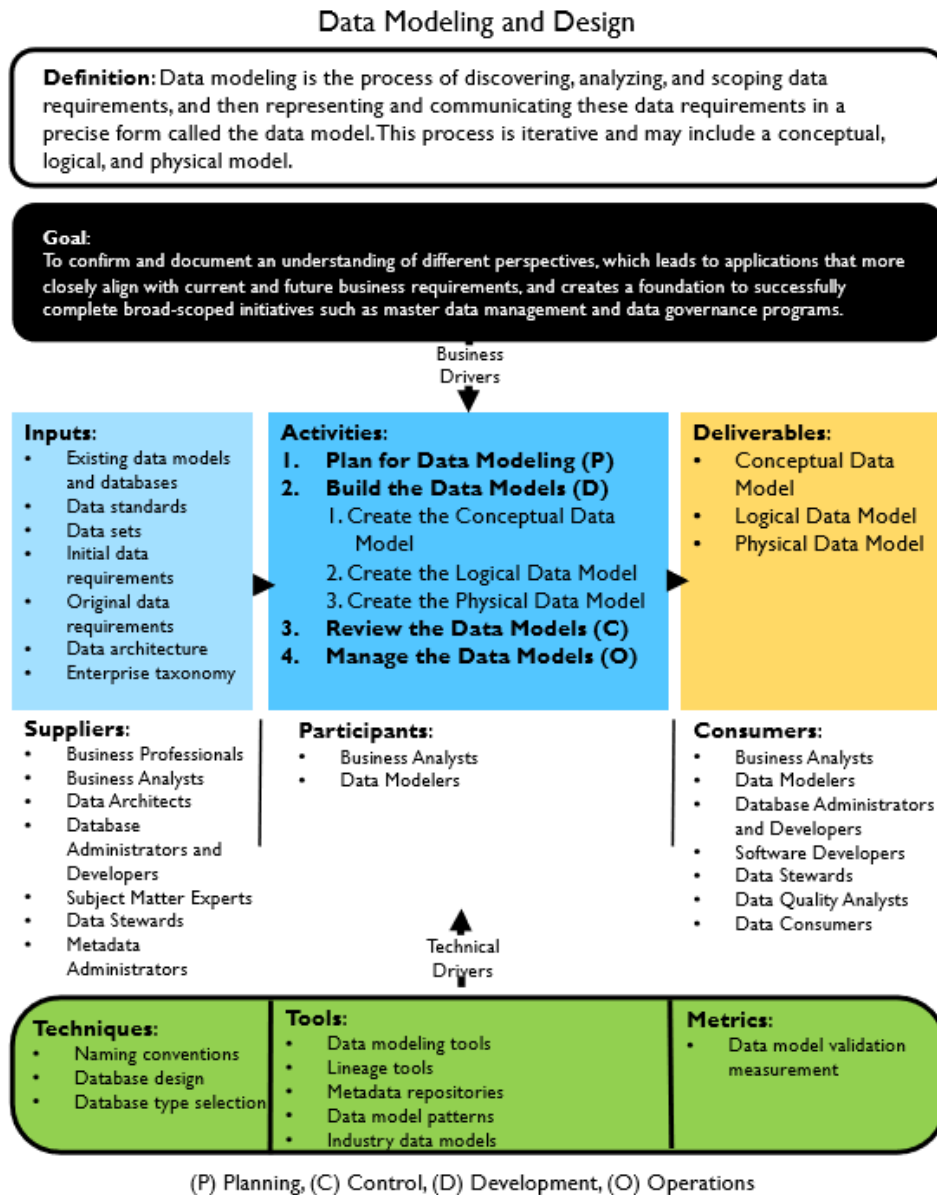 Data Modeling and Design
Definition: Data modeling is the process of discovering, analyzing, and scoping data
requirements, and then representing and communicating these data requirements in a
precise form called the data model. This process is iterative and may include a conceptual,
logical, and physical model.
Goal:
To confirm and document an understanding of different perspectives, which leads to applications that more
closely align with current and future business requirements, and creates a foundation to successfully
complete broad-scoped initiatives such as master data management and data governance programs.
Business
Drivers
Inputs:
• Existing data models
and databases
• Data standards
• Data sets
• Initial data
requirements
• Original data
requirements
• Data architecture
• Enterprise taxonomy
Activities:
1. Plan for Data Modeling (P)
2. Build the Data Models (D)
1. Create the Conceptual Data
Model
2. Create the Logical Data Model
3. Create the Physical Data Model
3. Review the Data Models (C)
4. Manage the Data Models (O)
Deliverables:
• Conceptual Data
Model
• Logical Data Model
• Physical Data Model
Suppliers:
• Business Professionals
• Business Analysts
• Data Architects
• Database
Administrators and
Developers
• Subject Matter Experts
• Data Stewards
• Metadata
Administrators
Participants:
• Business Analysts
• Data Modelers
Consumers:
• Business Analysts
• Data Modelers
• Database Administrators
and Developers
• Software Developers
• Data Stewards
• Data Quality Analysts
• Data Consumers
Technical
Drivers
Techniques:
• Naming conventions
• Database design
• Database type selection
Tools:
• Data modeling tools
• Lineage tools
• Metadata repositories
• Data model patterns
• Industry data models
Metrics:
• Data model validation
measurement
(P) Planning, (C) Control, (D) Development, (O) Operations